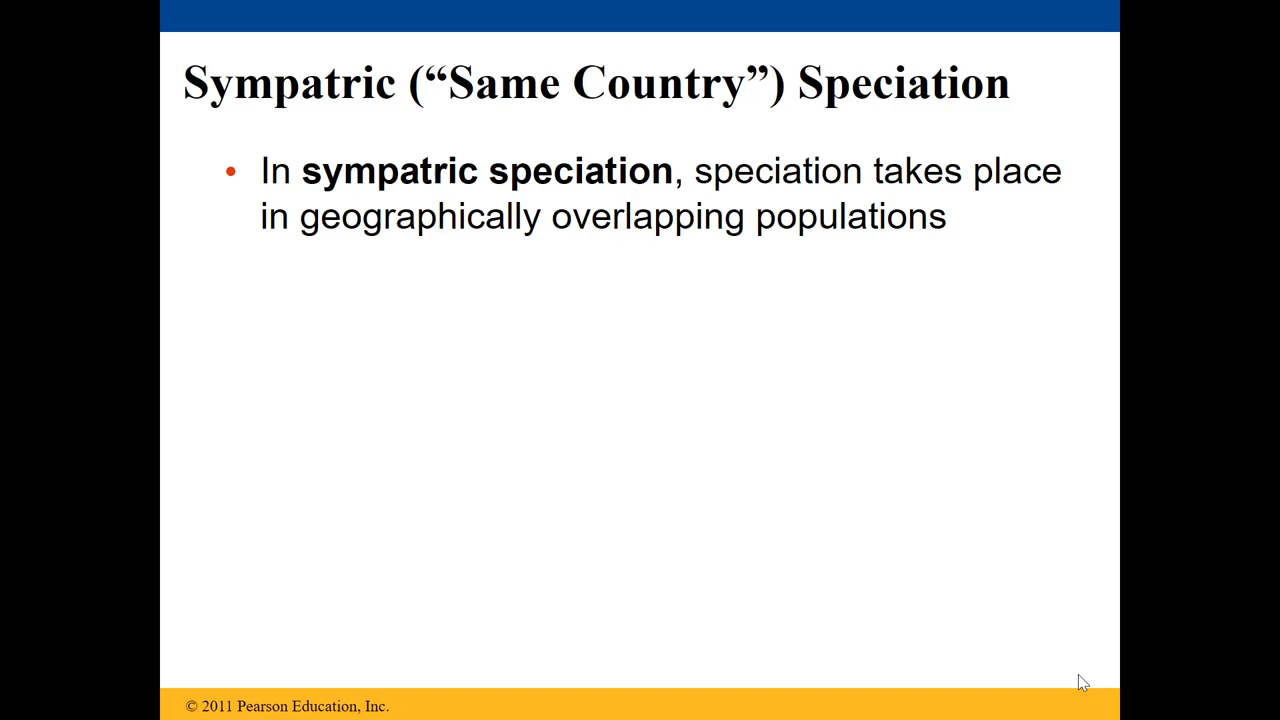 Sympatric (“Same Country”) Speciation
• In sympatric speciation, speciation takes place
in geographically overlapping populations
© 2011 Pearson Education, Inc.